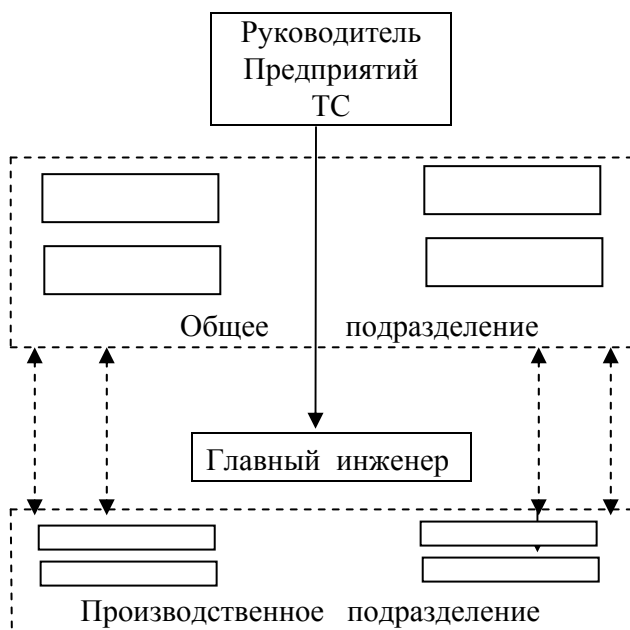 Руководитель
Предприятий
ТС
Общее подразделение
Главный инженер
Производственное подразделение